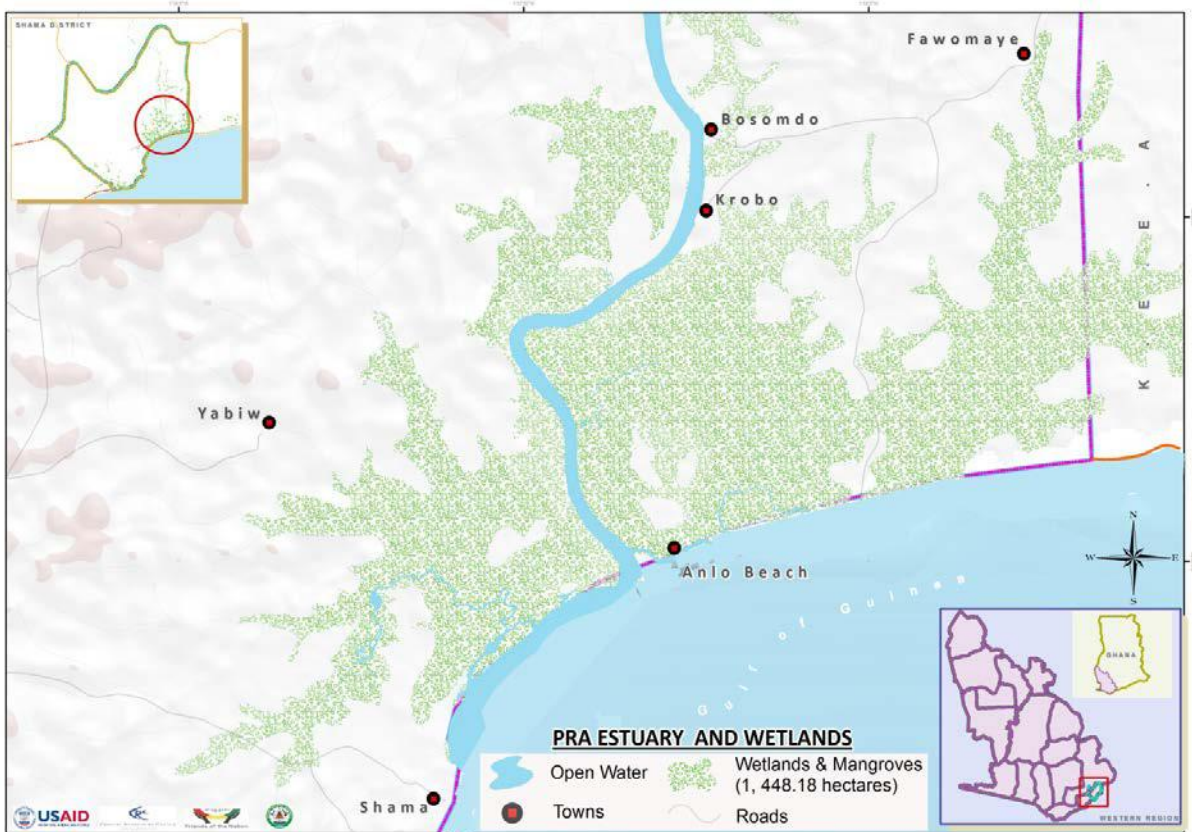 SHAMA DISTRICT
Fawomaye
Bosomdo
Krobo
K.E.E.A
Yabiw
Anlo Beach
Gulf of Guinea
N
W
E
S
GHANA
WESTERN REGION
Shama
PRA ESTUARY AND WETLANDS
Open Water
Wetlands & Mangroves
(1, 448.18 hectares)
Towns
Roads
USAID